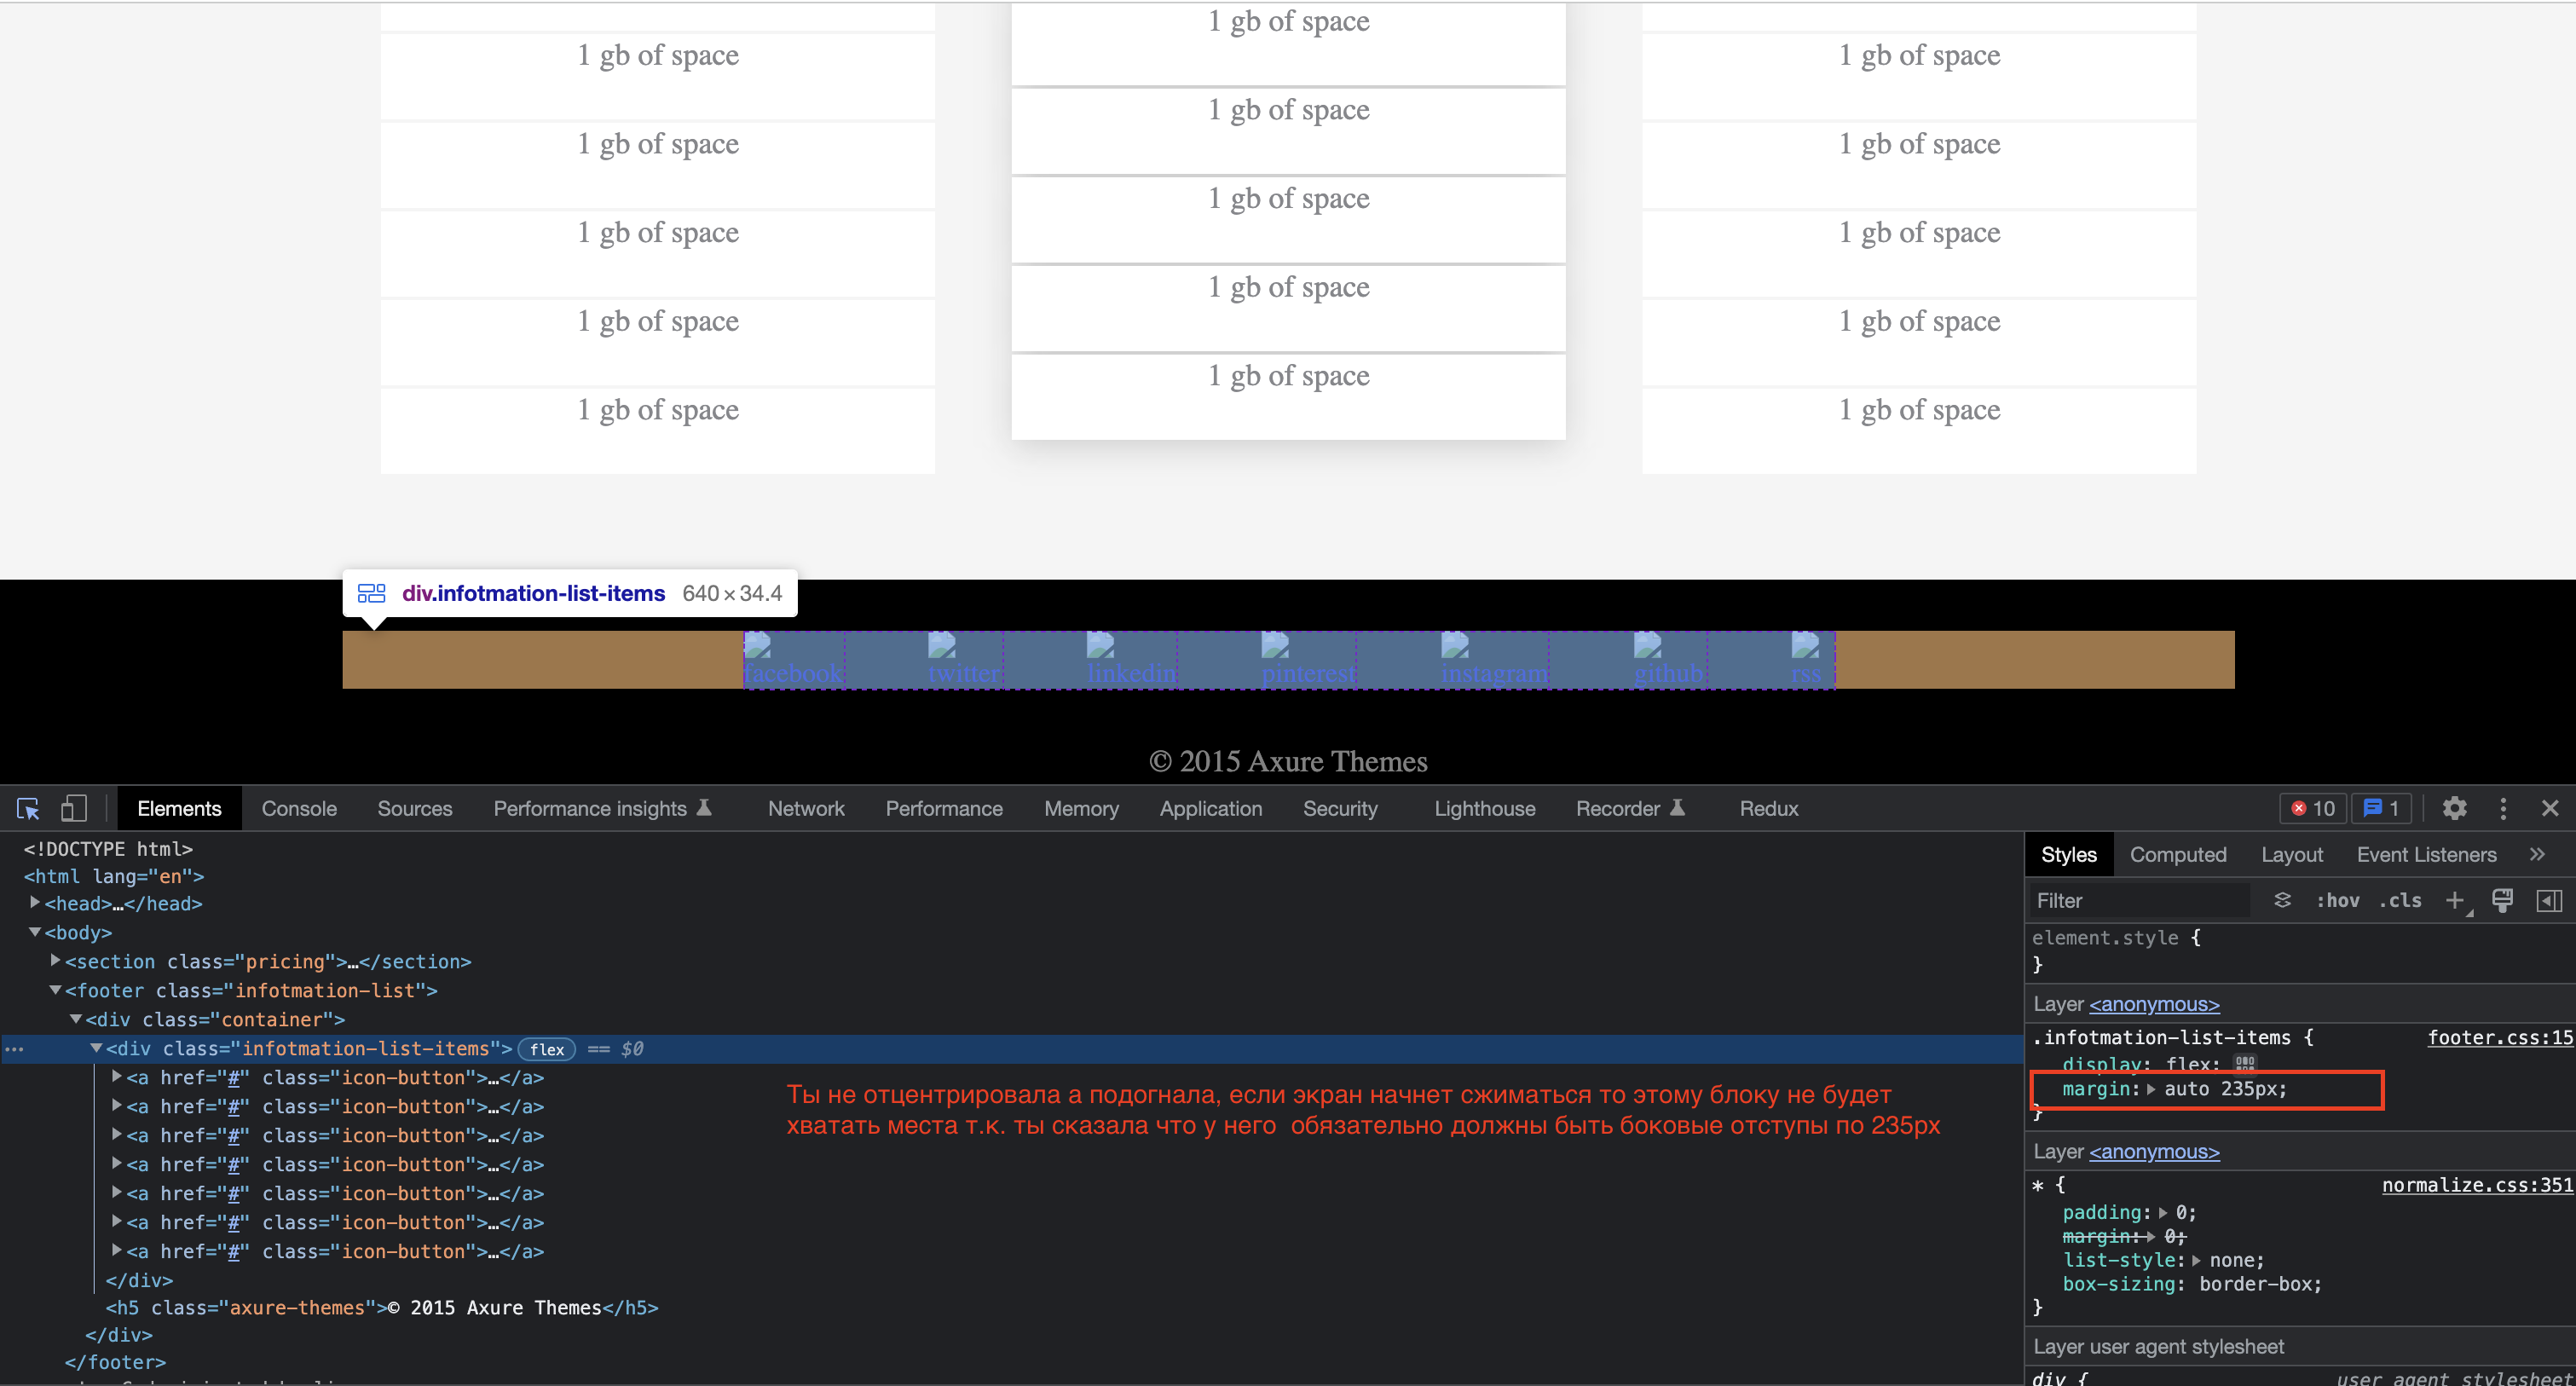 1 gb of space
1 gb of space 1 gb of space
1 gb of space
1 gb of space 1 gb of space
1 gb of space
1 gb of space 1 gb of space
1 gb of space
1 gb of space 1 gb of space
1 gb of space
1 gb of space 1 gb of space
div.infotmation-list-items 640 × 34.4
facebook twitter linkedin pinterest instagram github rss
© 2015 Axure Themes
Elements Console Sources Performance insights Network Performance Memory Application Security Lighthouse Recorder Redux 10 1
<!DOCTYPE html>
<html lang="en">
<head>…</head>
<body>
<section class="pricing">…</section>
<footer class="infotmation-list">
<div class="container">
<div class="infotmation-list-items"> flex == $0
<a href="#" class="icon-button">…</a>
<a href="#" class="icon-button">…</a>
<a href="#" class="icon-button">…</a>
<a href="#" class="icon-button">…</a>
<a href="#" class="icon-button">…</a>
<a href="#" class="icon-button">…</a>
<a href="#" class="icon-button">…</a>
</div>
<h5 class="axure-themes">© 2015 Axure Themes</h5>
</div>
</footer>
Ты не отцентрировала а подогнала, если экран начнет сжиматься то этому блоку не будет
хватать места т.к. ты сказала что у него обязательно должны быть боковые отступы по 235px
Styles Computed Layout Event Listeners »
Filter :hov .cls +
element.style {
}
Layer <anonymous>
.infotmation-list-items { footer.css:15
display: flex;
margin: auto 235px;
}
Layer <anonymous>
* { normalize.css:351
padding: 0;
margin: 0;
list-style: none;
box-sizing: border-box;
}
Layer user agent stylesheet
div { user agent stylesheet